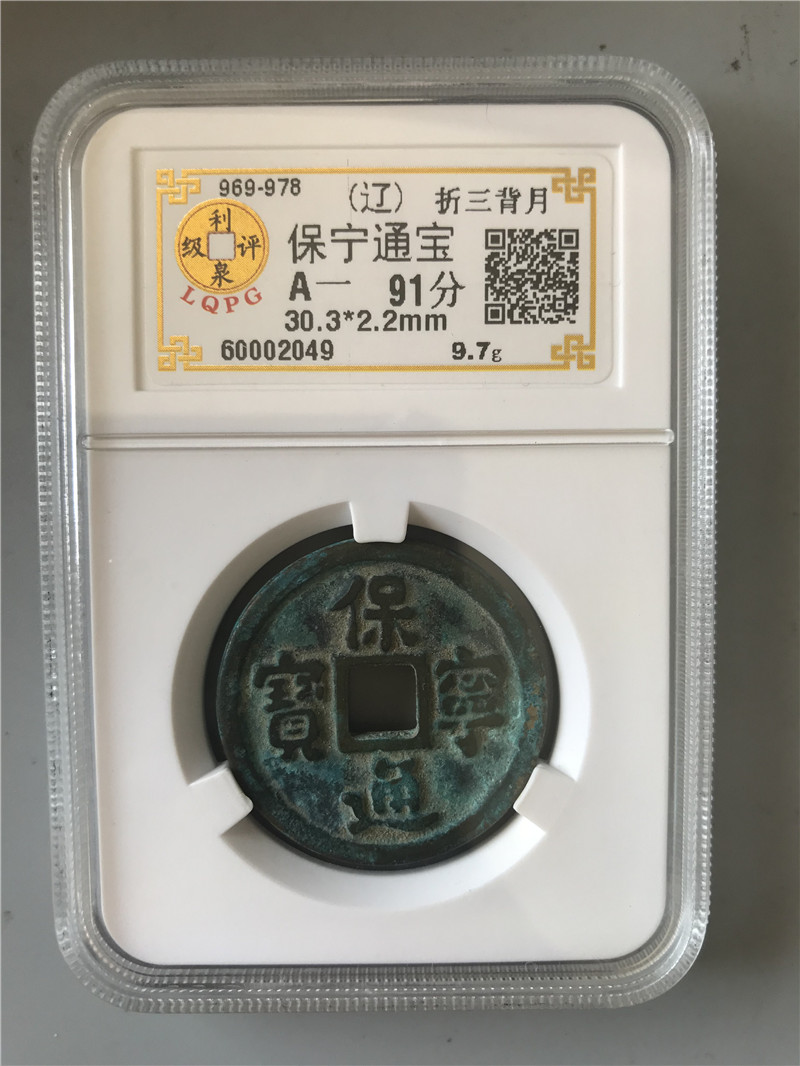 969-978 （辽） 折三背月
利泉评级
LQPG
保宁通宝
A一 91分
30.3*2.2mm
60002049 9.7g
保寧通寶